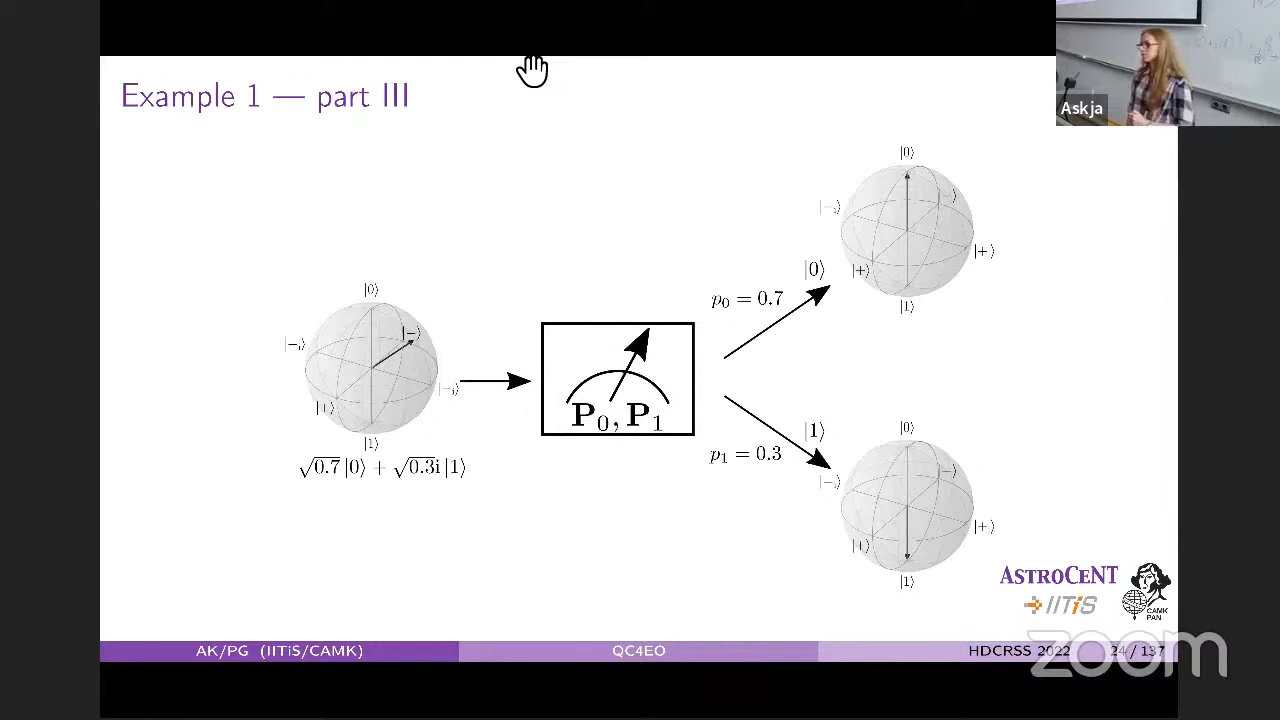 Example 1 — part III
Askja
|0⟩
|−⟩
|−ᵢ⟩
|+⟩
|1⟩
√0.7 |0⟩ + √0.3i |1⟩
P₀, P₁
|0⟩
p₀ = 0.7
|1⟩
p₁ = 0.3
|0⟩
|−⟩
|−ᵢ⟩
|+⟩
|+⟩
|1⟩
|0⟩
|−⟩
|−ᵢ⟩
|+⟩
|1⟩
ASTROCENT
IITiS
CAMK
PAN
AK/PG (IITiS/CAMK)
QC4EO
HDCRSS 2022
24 / 137
zoom